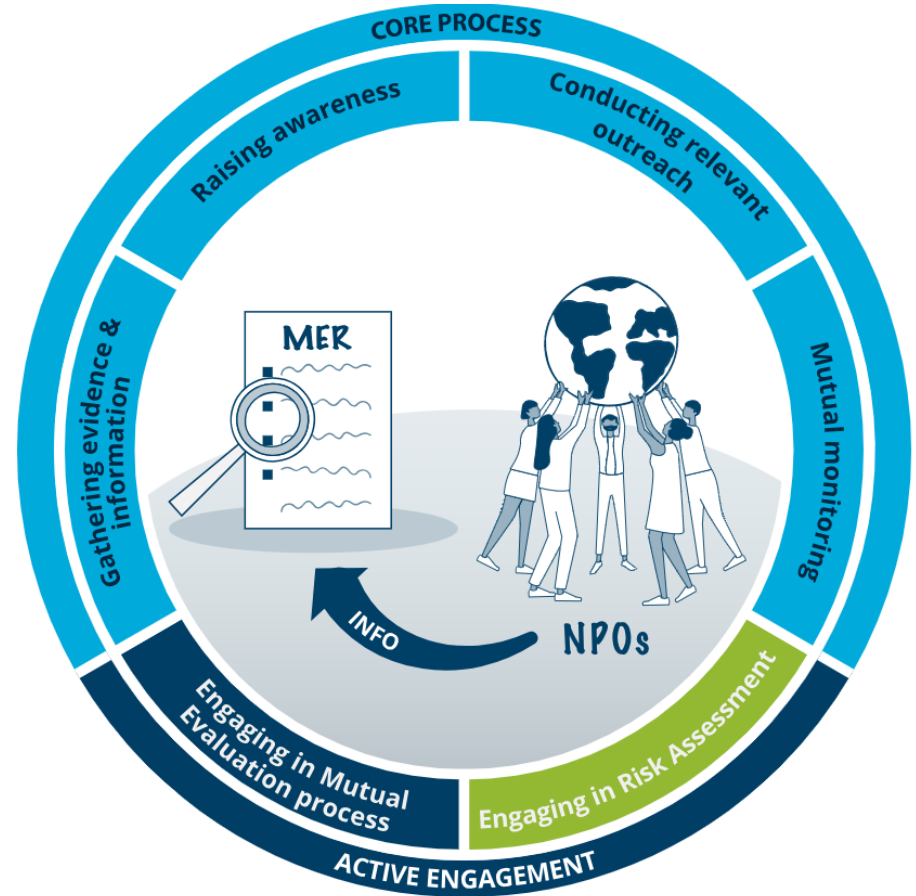 CORE PROCESS
Raising awareness
Conducting relevant
outreach
Gathering evidence &
information
Mutual monitoring
MER
INFO
NPOs
Engaging in Mutual
Evaluation process
Engaging in Risk Assessment
ACTIVE ENGAGEMENT